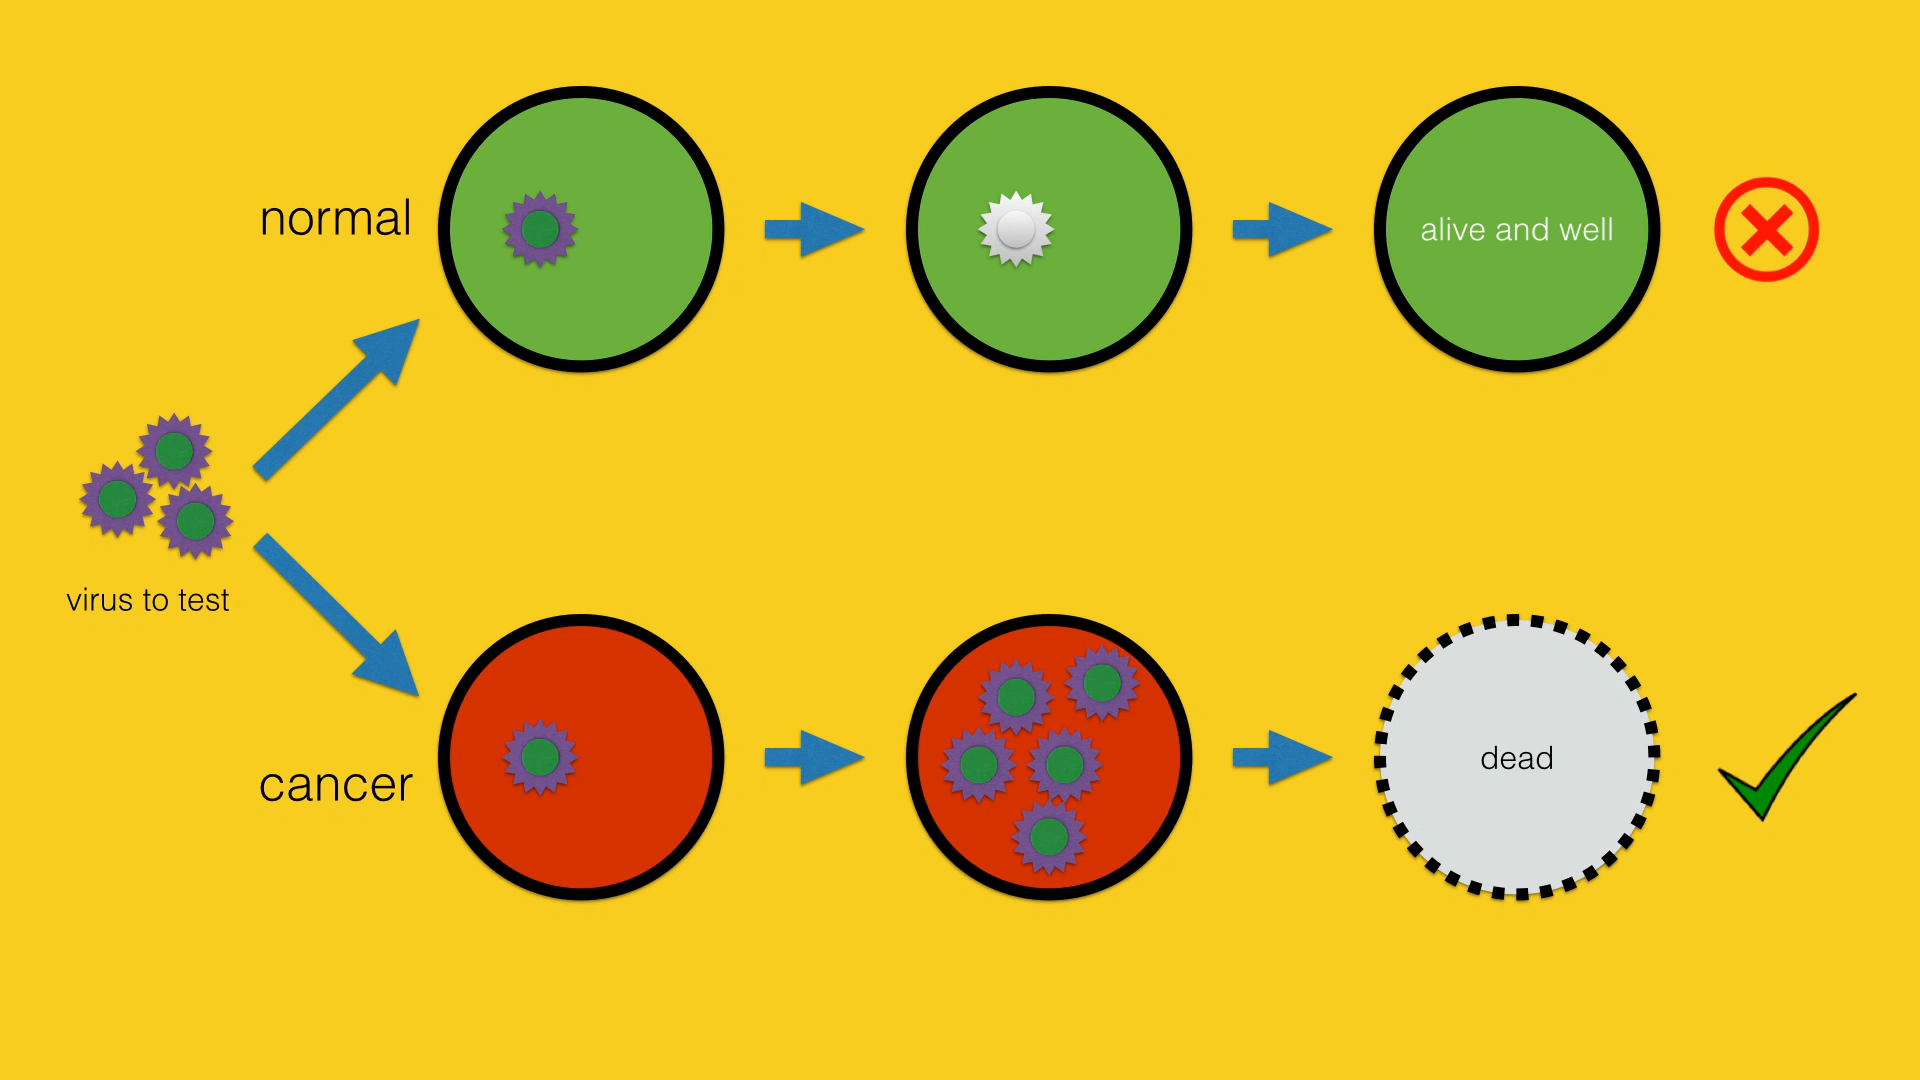 normal
alive and well
virus to test
cancer
dead